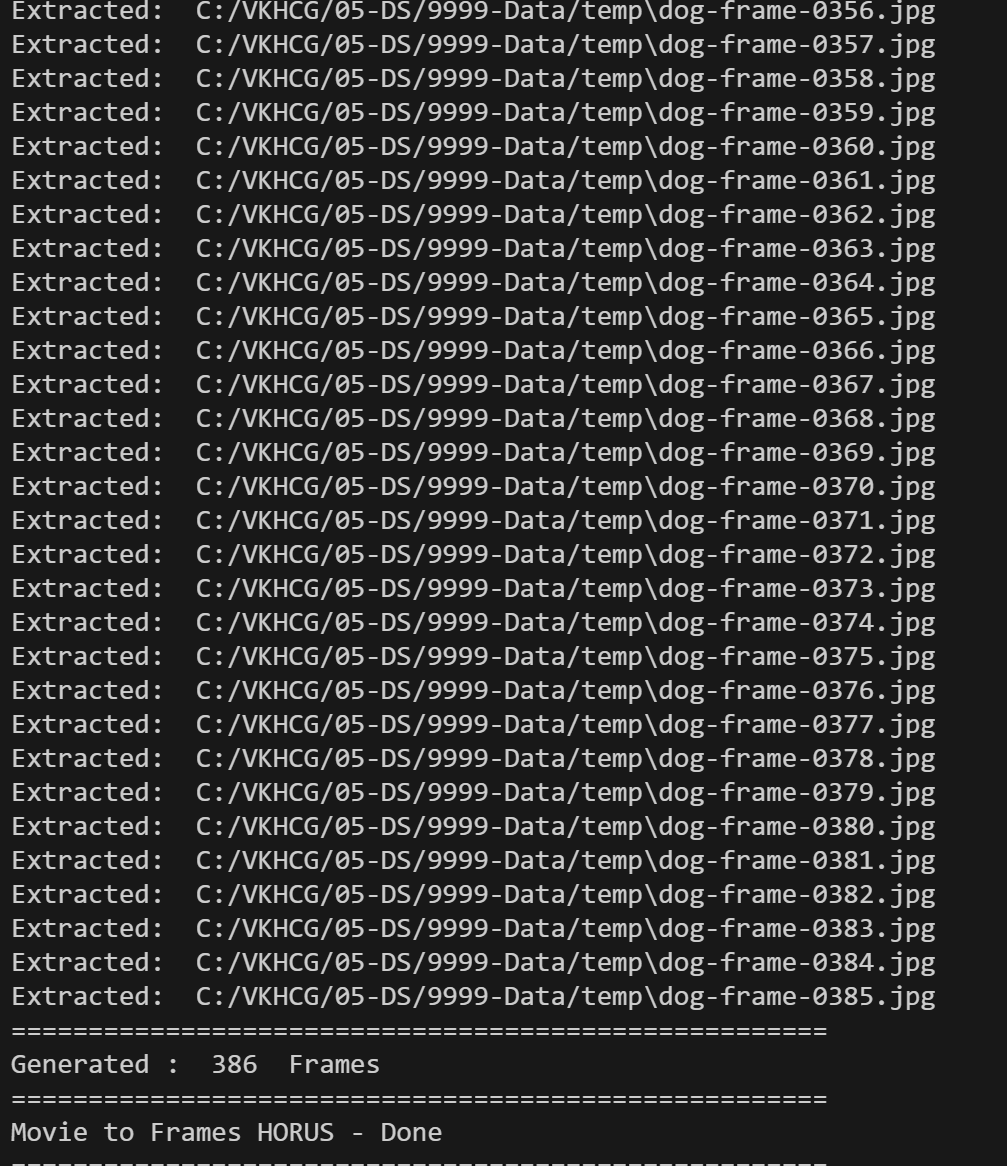 Extracted:  C:/VKHCG/05-DS/9999-Data/temp\dog-frame-0356.jpg
Extracted:  C:/VKHCG/05-DS/9999-Data/temp\dog-frame-0357.jpg
Extracted:  C:/VKHCG/05-DS/9999-Data/temp\dog-frame-0358.jpg
Extracted:  C:/VKHCG/05-DS/9999-Data/temp\dog-frame-0359.jpg
Extracted:  C:/VKHCG/05-DS/9999-Data/temp\dog-frame-0360.jpg
Extracted:  C:/VKHCG/05-DS/9999-Data/temp\dog-frame-0361.jpg
Extracted:  C:/VKHCG/05-DS/9999-Data/temp\dog-frame-0362.jpg
Extracted:  C:/VKHCG/05-DS/9999-Data/temp\dog-frame-0363.jpg
Extracted:  C:/VKHCG/05-DS/9999-Data/temp\dog-frame-0364.jpg
Extracted:  C:/VKHCG/05-DS/9999-Data/temp\dog-frame-0365.jpg
Extracted:  C:/VKHCG/05-DS/9999-Data/temp\dog-frame-0366.jpg
Extracted:  C:/VKHCG/05-DS/9999-Data/temp\dog-frame-0367.jpg
Extracted:  C:/VKHCG/05-DS/9999-Data/temp\dog-frame-0368.jpg
Extracted:  C:/VKHCG/05-DS/9999-Data/temp\dog-frame-0369.jpg
Extracted:  C:/VKHCG/05-DS/9999-Data/temp\dog-frame-0370.jpg
Extracted:  C:/VKHCG/05-DS/9999-Data/temp\dog-frame-0371.jpg
Extracted:  C:/VKHCG/05-DS/9999-Data/temp\dog-frame-0372.jpg
Extracted:  C:/VKHCG/05-DS/9999-Data/temp\dog-frame-0373.jpg
Extracted:  C:/VKHCG/05-DS/9999-Data/temp\dog-frame-0374.jpg
Extracted:  C:/VKHCG/05-DS/9999-Data/temp\dog-frame-0375.jpg
Extracted:  C:/VKHCG/05-DS/9999-Data/temp\dog-frame-0376.jpg
Extracted:  C:/VKHCG/05-DS/9999-Data/temp\dog-frame-0377.jpg
Extracted:  C:/VKHCG/05-DS/9999-Data/temp\dog-frame-0378.jpg
Extracted:  C:/VKHCG/05-DS/9999-Data/temp\dog-frame-0379.jpg
Extracted:  C:/VKHCG/05-DS/9999-Data/temp\dog-frame-0380.jpg
Extracted:  C:/VKHCG/05-DS/9999-Data/temp\dog-frame-0381.jpg
Extracted:  C:/VKHCG/05-DS/9999-Data/temp\dog-frame-0382.jpg
Extracted:  C:/VKHCG/05-DS/9999-Data/temp\dog-frame-0383.jpg
Extracted:  C:/VKHCG/05-DS/9999-Data/temp\dog-frame-0384.jpg
Extracted:  C:/VKHCG/05-DS/9999-Data/temp\dog-frame-0385.jpg
=====================================================
Generated :  386  Frames
=====================================================
Movie to Frames HORUS - Done
=====================================================